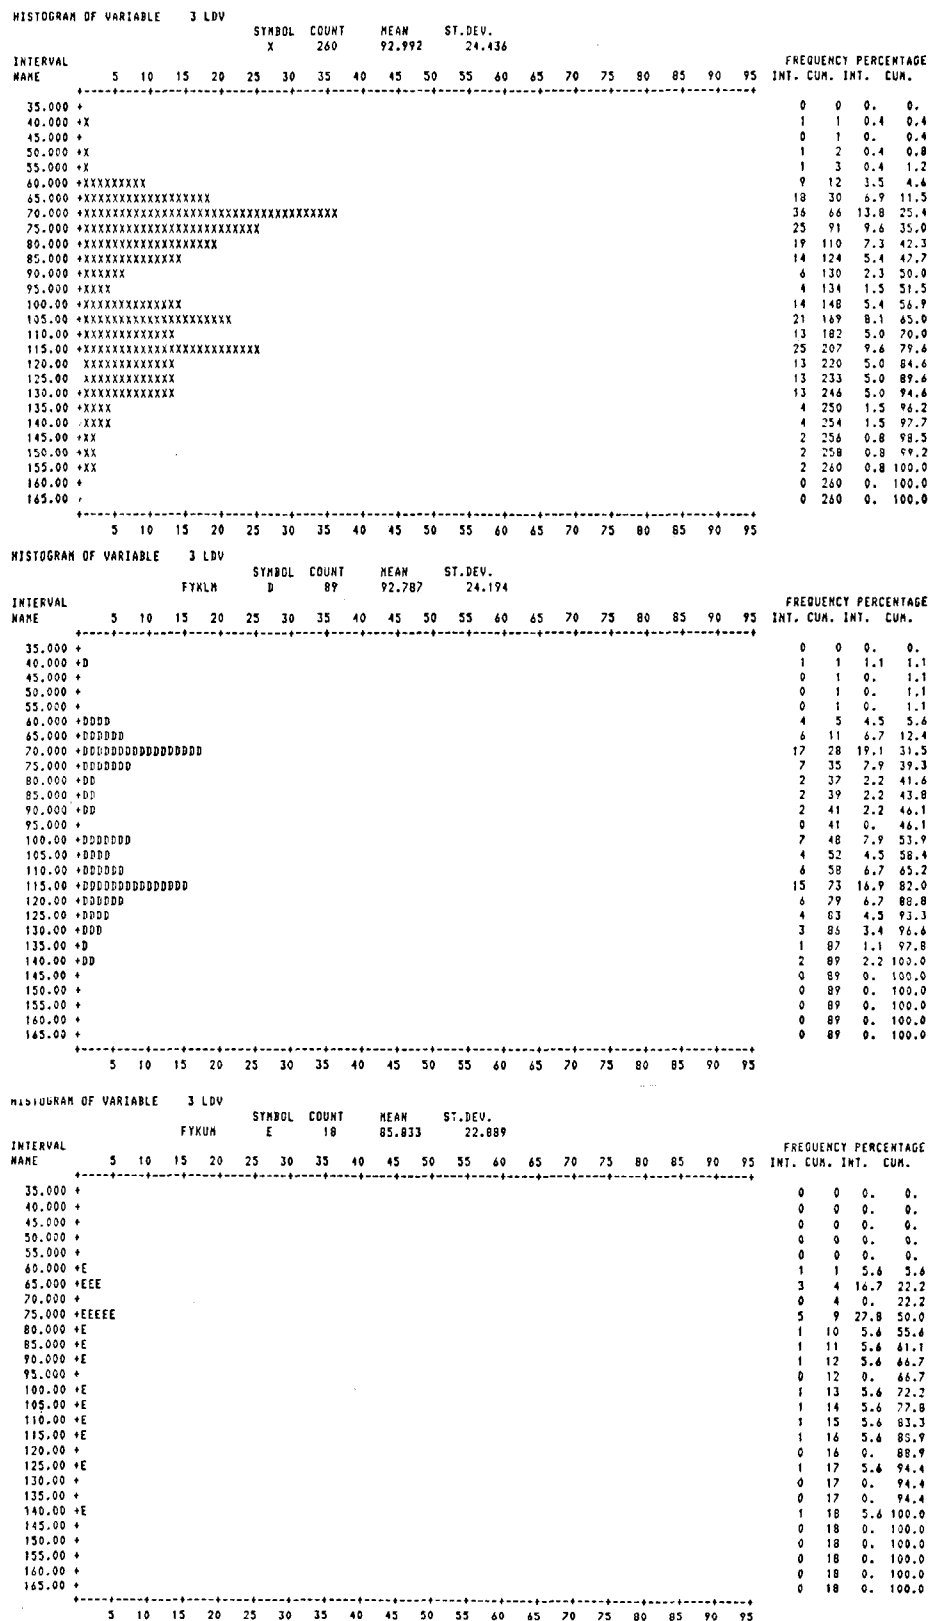 HISTOGRAM OF VARIABLE 3 LDV
SYMBOL COUNT MEAN ST.DEV.
X 260 92.992 24.436
INTERVAL FREQUENCY PERCENTAGE
NAME 5 10 15 20 25 30 35 40 45 50 55 60 65 70 75 80 85 90 95 INT. CUM. INT. CUM.
35.000 + 0 0 0. 0.
40.000 +X 1 1 0.4 0.4
45.000 + 0 1 0. 0.4
50.000 +X 1 2 0.4 0.8
55.000 +X 1 3 0.4 1.2
60.000 +XXXXXXXXX 9 12 3.5 4.6
65.000 +XXXXXXXXXXXXXXXXXX 18 30 6.9 11.5
70.000 +XXXXXXXXXXXXXXXXXXXXXXXXXXXXXXXXXXXX 36 66 13.8 25.4
75.000 +XXXXXXXXXXXXXXXXXXXXXXXXX 25 91 9.6 35.0
80.000 +XXXXXXXXXXXXXXXXXXX 19 110 7.3 42.3
85.000 +XXXXXXXXXXXXXX 14 124 5.4 47.7
90.000 +XXXXXX 6 130 2.3 50.0
95.000 +XXXX 4 134 1.5 51.5
100.00 +XXXXXXXXXXXXXX 14 148 5.4 56.9
105.00 +XXXXXXXXXXXXXXXXXXXXX 21 169 8.1 65.0
110.00 +XXXXXXXXXXXXX 13 182 5.0 70.0
115.00 +XXXXXXXXXXXXXXXXXXXXXXXXX 25 207 9.6 79.6
120.00 XXXXXXXXXXXXX 13 220 5.0 84.6
125.00 XXXXXXXXXXXXX 13 233 5.0 89.6
130.00 +XXXXXXXXXXXXX 13 246 5.0 94.6
135.00 +XXXX 4 250 1.5 96.2
140.00 XXXX 4 254 1.5 97.7
145.00 +XX 2 256 0.8 98.5
150.00 +XX 2 258 0.8 99.2
155.00 +XX 2 260 0.8 100.0
160.00 + 0 260 0. 100.0
165.00 0 260 0. 100.0
5 10 15 20 25 30 35 40 45 50 55 60 65 70 75 80 85 90 95
HISTOGRAM OF VARIABLE 3 LDV
SYMBOL COUNT MEAN ST.DEV.
FYKLM D 89 92.787 24.194
INTERVAL FREQUENCY PERCENTAGE
NAME 5 10 15 20 25 30 35 40 45 50 55 60 65 70 75 80 85 90 95 INT. CUM. INT. CUM.
35.000 + 0 0 0. 0.
40.000 +D 1 1 1.1 1.1
45.000 + 0 1 0. 1.1
50.000 + 0 1 0. 1.1
55.000 + 0 1 0. 1.1
60.000 +DDDD 4 5 4.5 5.6
65.000 +DDDDDD 6 11 6.7 12.4
70.000 +DDDDDDDDDDDDDDDDD 17 28 19.1 31.5
75.000 +DDDDDDD 7 35 7.9 39.3
80.000 +DD 2 37 2.2 41.6
85.000 +DD 2 39 2.2 43.8
90.000 +DD 2 41 2.2 46.1
95.000 + 0 41 0. 46.1
100.00 +DDDDDDD 7 48 7.9 53.9
105.00 +DDDD 4 52 4.5 58.4
110.00 +DDDDDD 6 58 6.7 65.2
115.00 +DDDDDDDDDDDDDDD 15 73 16.9 82.0
120.00 +DDDDDD 6 79 6.7 88.8
125.00 +DDDD 4 83 4.5 93.3
130.00 +DDD 3 86 3.4 96.6
135.00 +D 1 87 1.1 97.8
140.00 +DD 2 89 2.2 100.0
145.00 + 0 89 0. 100.0
150.00 + 0 89 0. 100.0
155.00 + 0 89 0. 100.0
160.00 + 0 89 0. 100.0
165.00 + 0 89 0. 100.0
5 10 15 20 25 30 35 40 45 50 55 60 65 70 75 80 85 90 95
HISTOGRAM OF VARIABLE 3 LDV
SYMBOL COUNT MEAN ST.DEV.
FYKUM E 18 85.833 22.889
INTERVAL FREQUENCY PERCENTAGE
NAME 5 10 15 20 25 30 35 40 45 50 55 60 65 70 75 80 85 90 95 INT. CUM. INT. CUM.
35.000 + 0 0 0. 0.
40.000 + 0 0 0. 0.
45.000 + 0 0 0. 0.
50.000 + 0 0 0. 0.
55.000 + 0 0 0. 0.
60.000 +E 1 1 5.6 5.6
65.000 +EEE 3 4 16.7 22.2
70.000 + 0 4 0. 22.2
75.000 +EEEEE 5 9 27.8 50.0
80.000 +E 1 10 5.6 55.6
85.000 +E 1 11 5.6 61.1
90.000 +E 1 12 5.6 66.7
95.000 + 0 12 0. 66.7
100.00 +E 1 13 5.6 72.2
105.00 +E 1 14 5.6 77.8
110.00 +E 1 15 5.6 83.3
115.00 +E 1 16 5.6 88.9
120.00 + 0 16 0. 88.9
125.00 +E 1 17 5.6 94.4
130.00 + 0 17 0. 94.4
135.00 + 0 17 0. 94.4
140.00 +E 1 18 5.6 100.0
145.00 + 0 18 0. 100.0
150.00 + 0 18 0. 100.0
155.00 + 0 18 0. 100.0
160.00 + 0 18 0. 100.0
165.00 + 0 18 0. 100.0
5 10 15 20 25 30 35 40 45 50 55 60 65 70 75 80 85 90 95